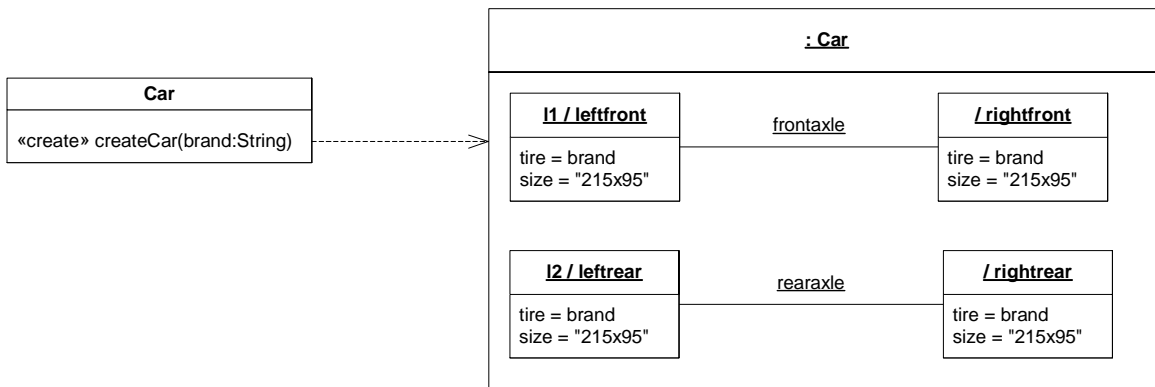 Car
«create» createCar(brand:String)
: Car
l1 / leftfront
tire = brand
size = "215x95"
frontaxle
/ rightfront
tire = brand
size = "215x95"
l2 / leftrear
tire = brand
size = "215x95"
rearaxle
/ rightrear
tire = brand
size = "215x95"